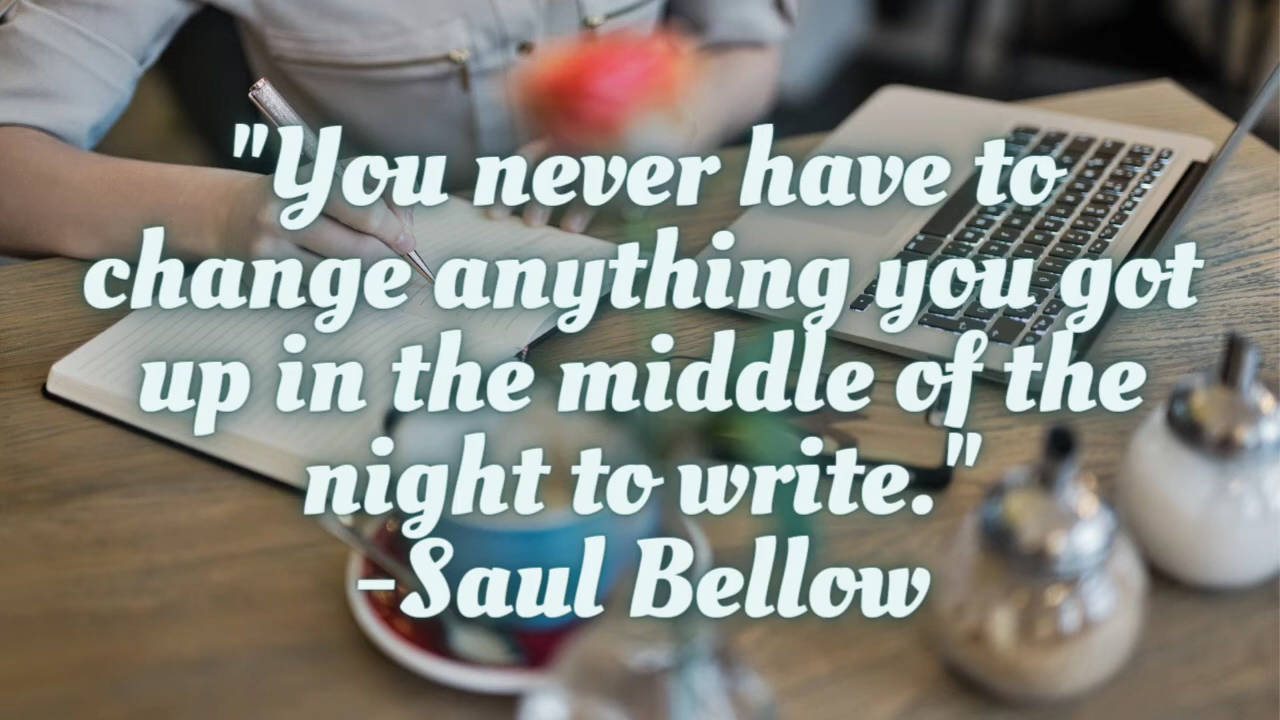 "You never have to
change anything you got
up in the middle of the
night to write."
-Saul Bellow